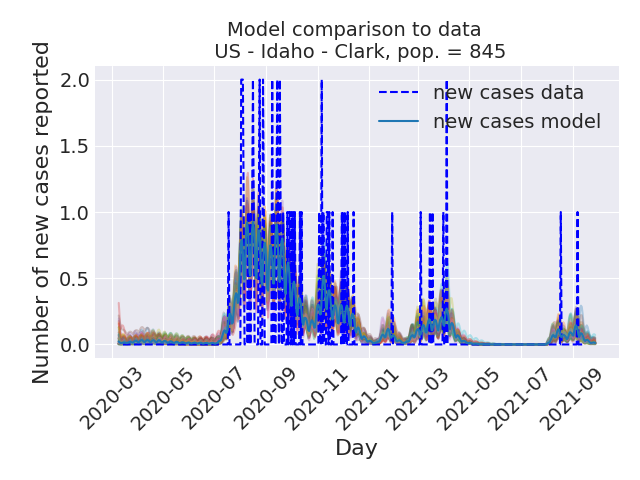 Model comparison to data
US - Idaho - Clark, pop. = 845
Number of new cases reported
2.0
1.5
1.0
0.5
0.0
new cases data
new cases model
2020-03
2020-05
2020-07
2020-09
2020-11
2021-01
2021-03
2021-05
2021-07
2021-09
Day